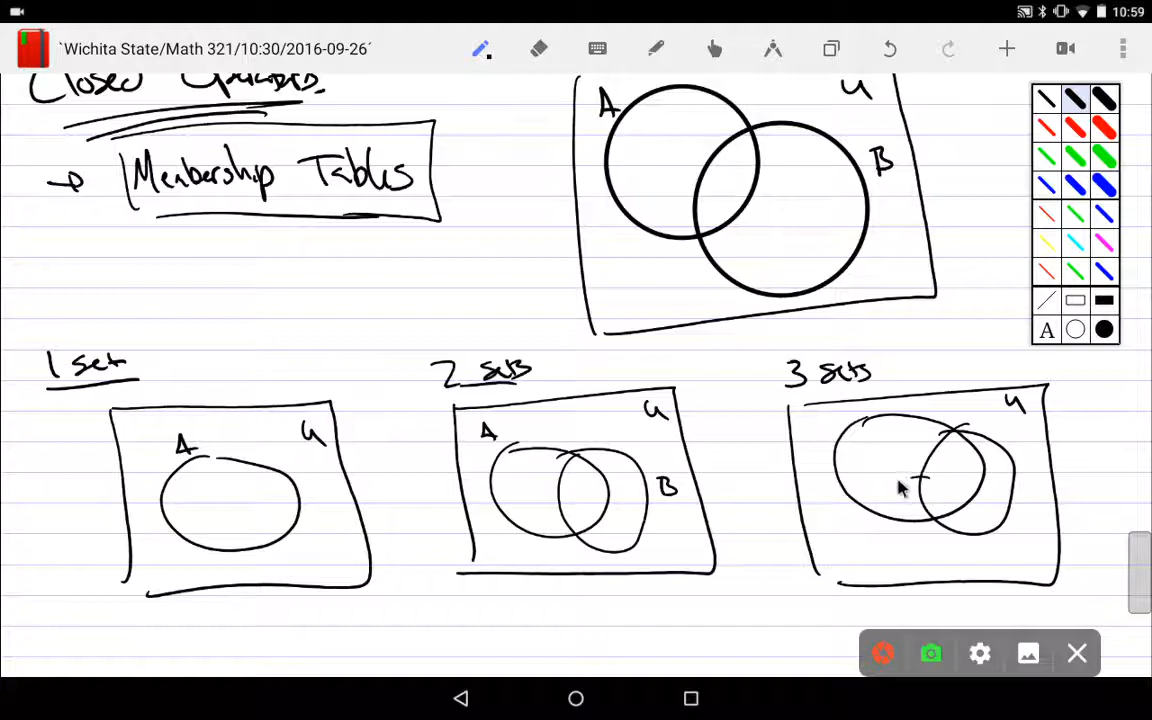 10:59
`Wichita State/Math 321/10:30/2016-09-26´
Closed
A
U
B
→ Membership Tables
1 set
2 sets
3 sets
A
U
A
U
B
U
A